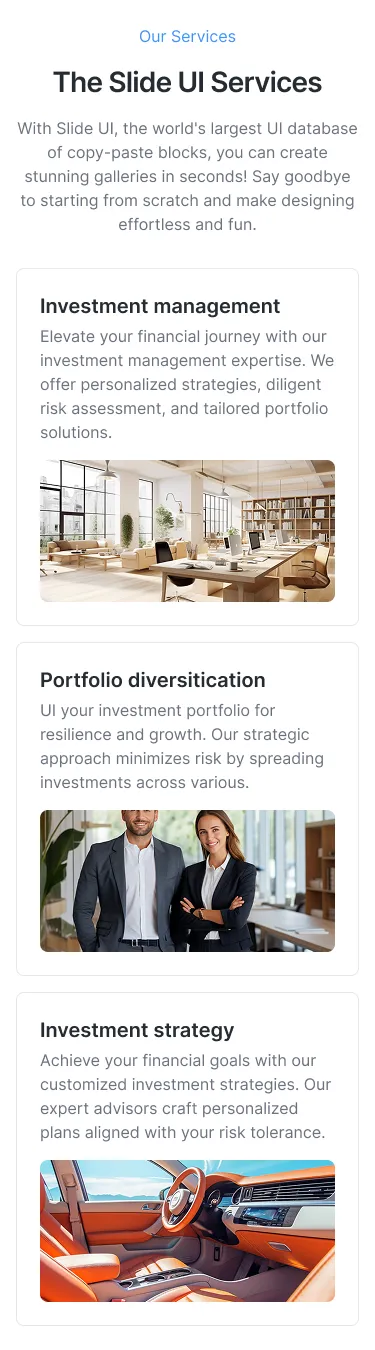 Our Services
The Slide UI Services
With Slide UI, the world's largest UI database
of copy-paste blocks, you can create
stunning galleries in seconds! Say goodbye
to starting from scratch and make designing
effortless and fun.
Investment management
Elevate your financial journey with our
investment management expertise. We
offer personalized strategies, diligent
risk assessment, and tailored portfolio
solutions.
Portfolio diversitication
UI your investment portfolio for
resilience and growth. Our strategic
approach minimizes risk by spreading
investments across various.
Investment strategy
Achieve your financial goals with our
customized investment strategies. Our
expert advisors craft personalized
plans aligned with your risk tolerance.